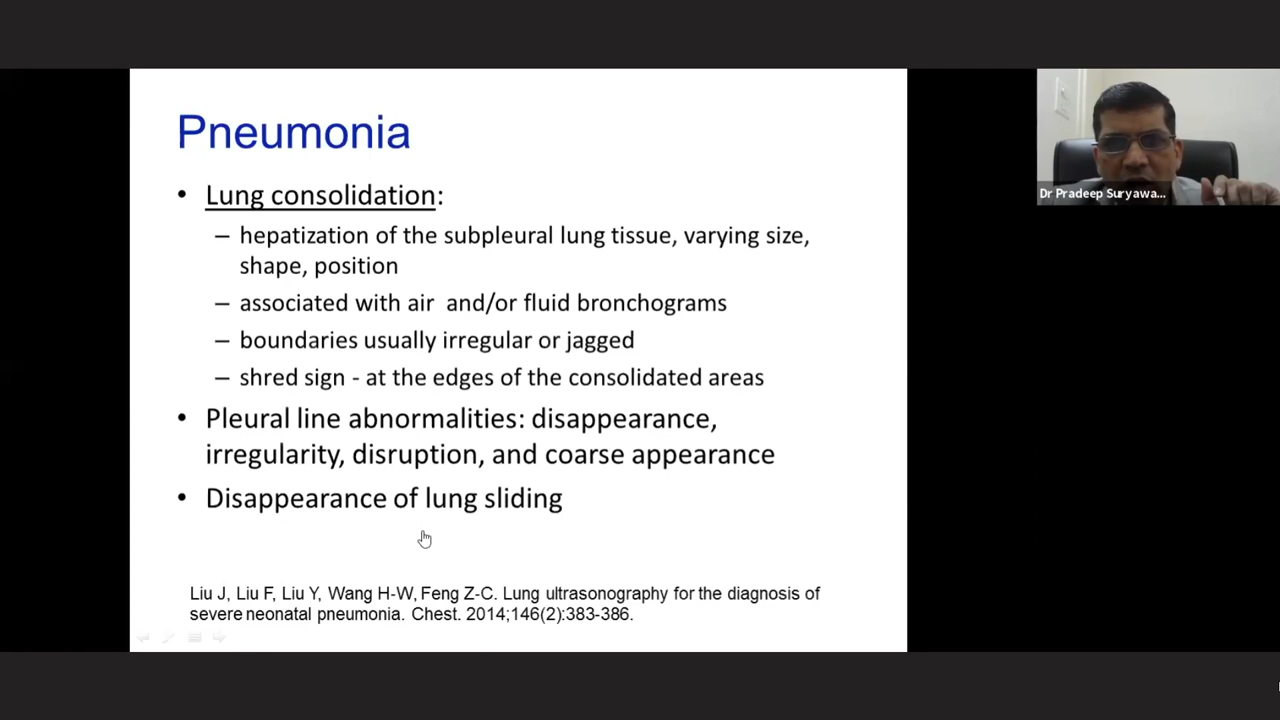 Pneumonia
• Lung consolidation:
– hepatization of the subpleural lung tissue, varying size,
shape, position
– associated with air and/or fluid bronchograms
– boundaries usually irregular or jagged
– shred sign - at the edges of the consolidated areas
• Pleural line abnormalities: disappearance,
irregularity, disruption, and coarse appearance
• Disappearance of lung sliding
Liu J, Liu F, Liu Y, Wang H-W, Feng Z-C. Lung ultrasonography for the diagnosis of
severe neonatal pneumonia. Chest. 2014;146(2):383-386.
Dr Pradeep Suryawa...